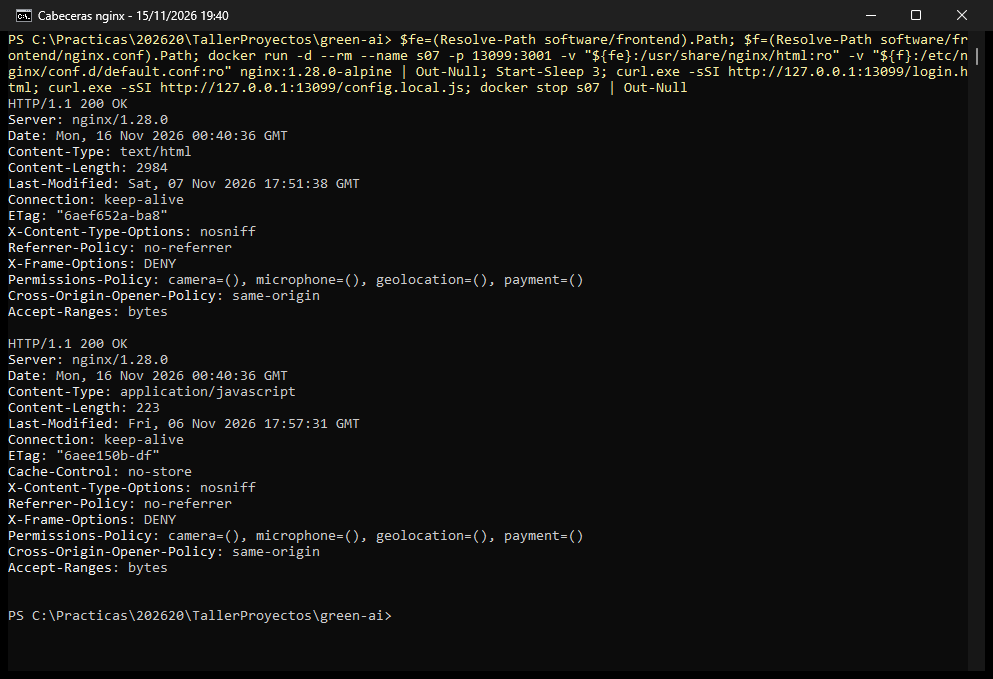 Cabeceras nginx - 15/11/2026 19:40
PS C:\Practicas\202620\TallerProyectos\green-ai> $fe=(Resolve-Path software/frontend).Path; $f=(Resolve-Path software/fr
ontend/nginx.conf).Path; docker run -d --rm --name s07 -p 13099:3001 -v "${fe}:/usr/share/nginx/html:ro" -v "${f}:/etc/n
ginx/conf.d/default.conf:ro" nginx:1.28.0-alpine | Out-Null; Start-Sleep 3; curl.exe -sSI http://127.0.0.1:13099/login.h
tml; curl.exe -sSI http://127.0.0.1:13099/config.local.js; docker stop s07 | Out-Null
HTTP/1.1 200 OK
Server: nginx/1.28.0
Date: Mon, 16 Nov 2026 00:40:36 GMT
Content-Type: text/html
Content-Length: 2984
Last-Modified: Sat, 07 Nov 2026 17:51:38 GMT
Connection: keep-alive
ETag: "6aef652a-ba8"
X-Content-Type-Options: nosniff
Referrer-Policy: no-referrer
X-Frame-Options: DENY
Permissions-Policy: camera=(), microphone=(), geolocation=(), payment=()
Cross-Origin-Opener-Policy: same-origin
Accept-Ranges: bytes

HTTP/1.1 200 OK
Server: nginx/1.28.0
Date: Mon, 16 Nov 2026 00:40:36 GMT
Content-Type: application/javascript
Content-Length: 223
Last-Modified: Fri, 06 Nov 2026 17:57:31 GMT
Connection: keep-alive
ETag: "6aee150b-df"
Cache-Control: no-store
X-Content-Type-Options: nosniff
Referrer-Policy: no-referrer
X-Frame-Options: DENY
Permissions-Policy: camera=(), microphone=(), geolocation=(), payment=()
Cross-Origin-Opener-Policy: same-origin
Accept-Ranges: bytes

PS C:\Practicas\202620\TallerProyectos\green-ai>